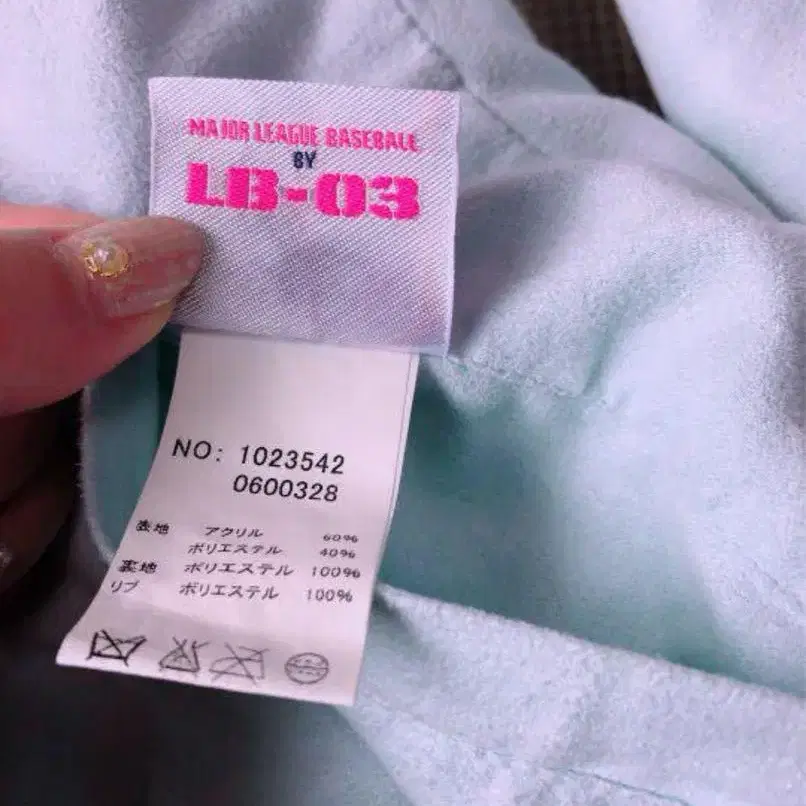 MAJOR LEAGUE BASEBALL
BY
LB-03
NO: 1023542
0600328
表地 アクリル 60%
ポリエステル 40%
裏地 ポリエステル 100%
リブ ポリエステル 100%